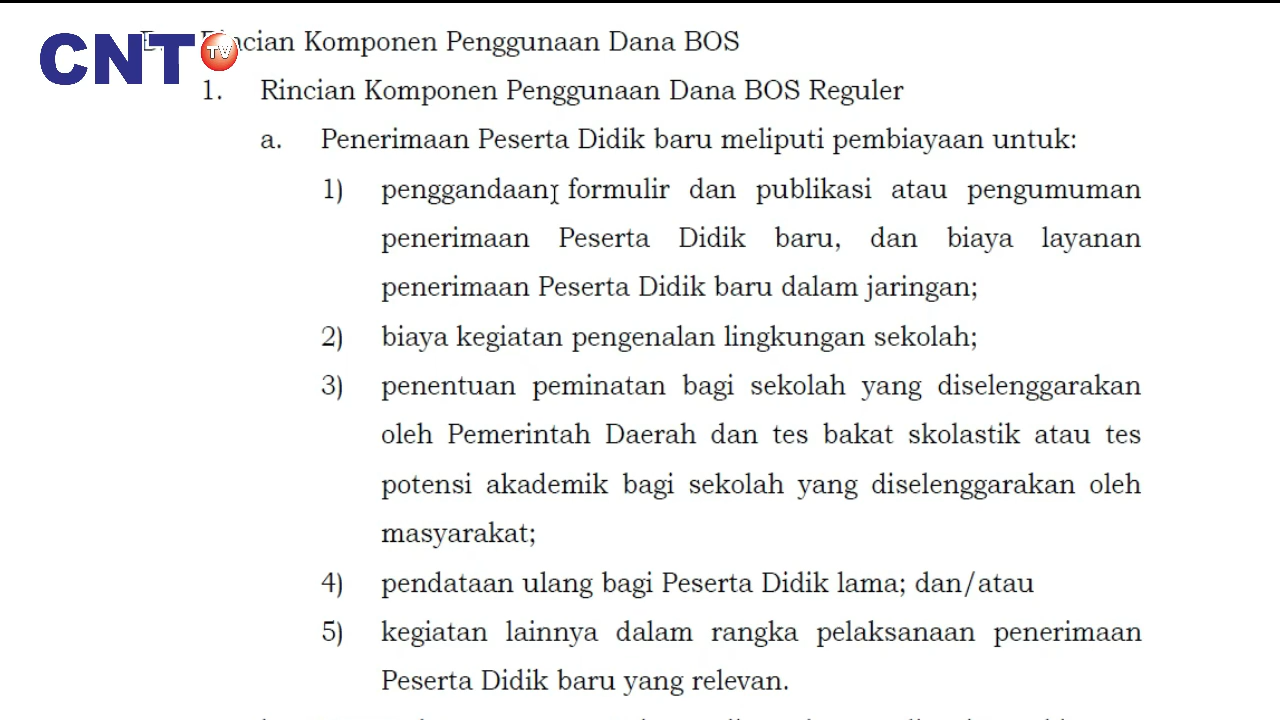 CNT TV
Rincian Komponen Penggunaan Dana BOS
1. Rincian Komponen Penggunaan Dana BOS Reguler
a. Penerimaan Peserta Didik baru meliputi pembiayaan untuk:
1) penggandaan formulir dan publikasi atau pengumuman
penerimaan Peserta Didik baru, dan biaya layanan
penerimaan Peserta Didik baru dalam jaringan;
2) biaya kegiatan pengenalan lingkungan sekolah;
3) penentuan peminatan bagi sekolah yang diselenggarakan
oleh Pemerintah Daerah dan tes bakat skolastik atau tes
potensi akademik bagi sekolah yang diselenggarakan oleh
masyarakat;
4) pendataan ulang bagi Peserta Didik lama; dan/atau
5) kegiatan lainnya dalam rangka pelaksanaan penerimaan
Peserta Didik baru yang relevan.